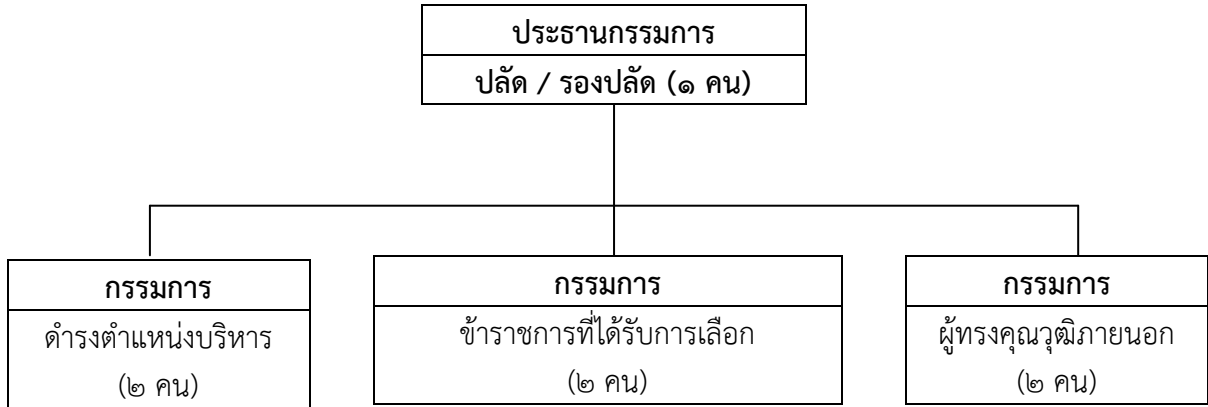 ประธานกรรมการ
ปลัด / รองปลัด (๑ คน)
กรรมการ
ดำรงตำแหน่งบริหาร
(๒ คน)
กรรมการ
ข้าราชการที่ได้รับการเลือก
(๒ คน)
กรรมการ
ผู้ทรงคุณวุฒิภายนอก
(๒ คน)